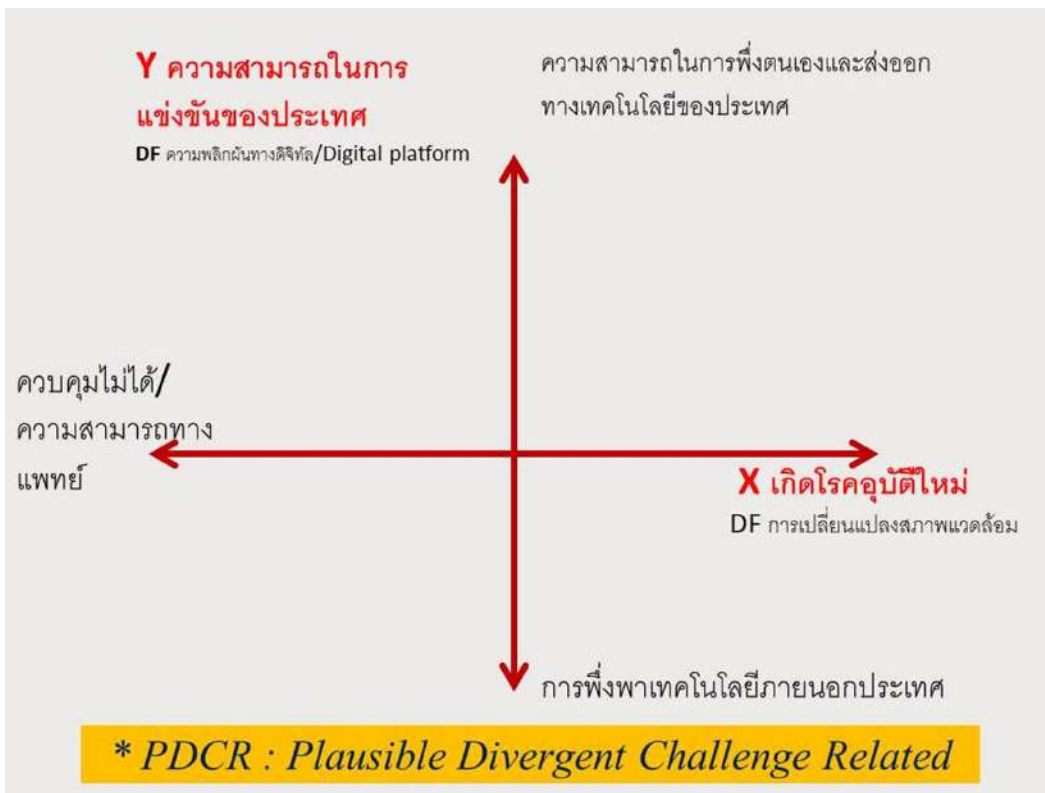 Y ความสามารถในการ
แข่งขันของประเทศ
DF ความพลิกผันทางดิจิทัล/Digital platform
ความสามารถในการพึ่งตนเองและส่งออก
ทางเทคโนโลยีของประเทศ
ควบคุมไม่ได้/
ความสามารถทาง
แพทย์
X เกิดโรคอุบัติใหม่
DF การเปลี่ยนแปลงสภาพแวดล้อม
การพึ่งพาเทคโนโลยีภายนอกประเทศ
* PDCR : Plausible Divergent Challenge Related